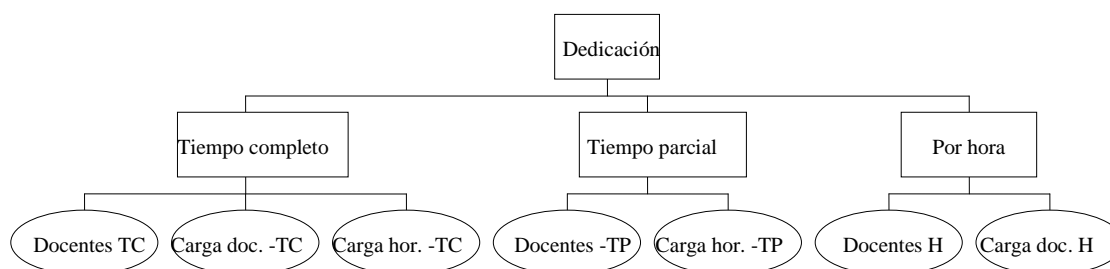 Dedicación
Tiempo completo
Tiempo parcial
Por hora
Docentes TC
Carga doc. -TC
Carga hor. -TC
Docentes -TP
Carga hor. -TP
Docentes H
Carga doc. H